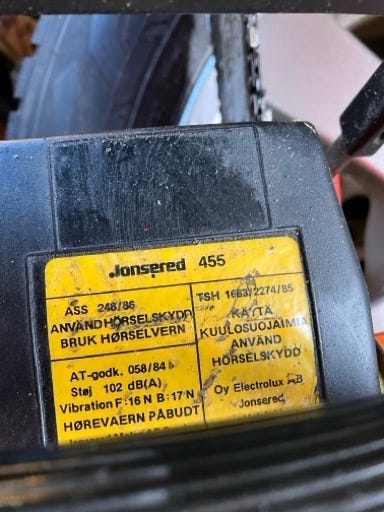 Jonsered 455
ASS 248/86
ANVÄND HÖRSELSKYDD
BRUK HØRSELVERN
AT-godk. 058/84
Støj 102 dB(A)
Vibration F:16 N B:17 N
HØREVAERN PÅBUDT
TSH 1663/2274/85
KÄYTÄ
KUULOSUOJAIMIA
ANVÄND
HÖRSELSKYDD
Oy Electrolux AB
Jonsered